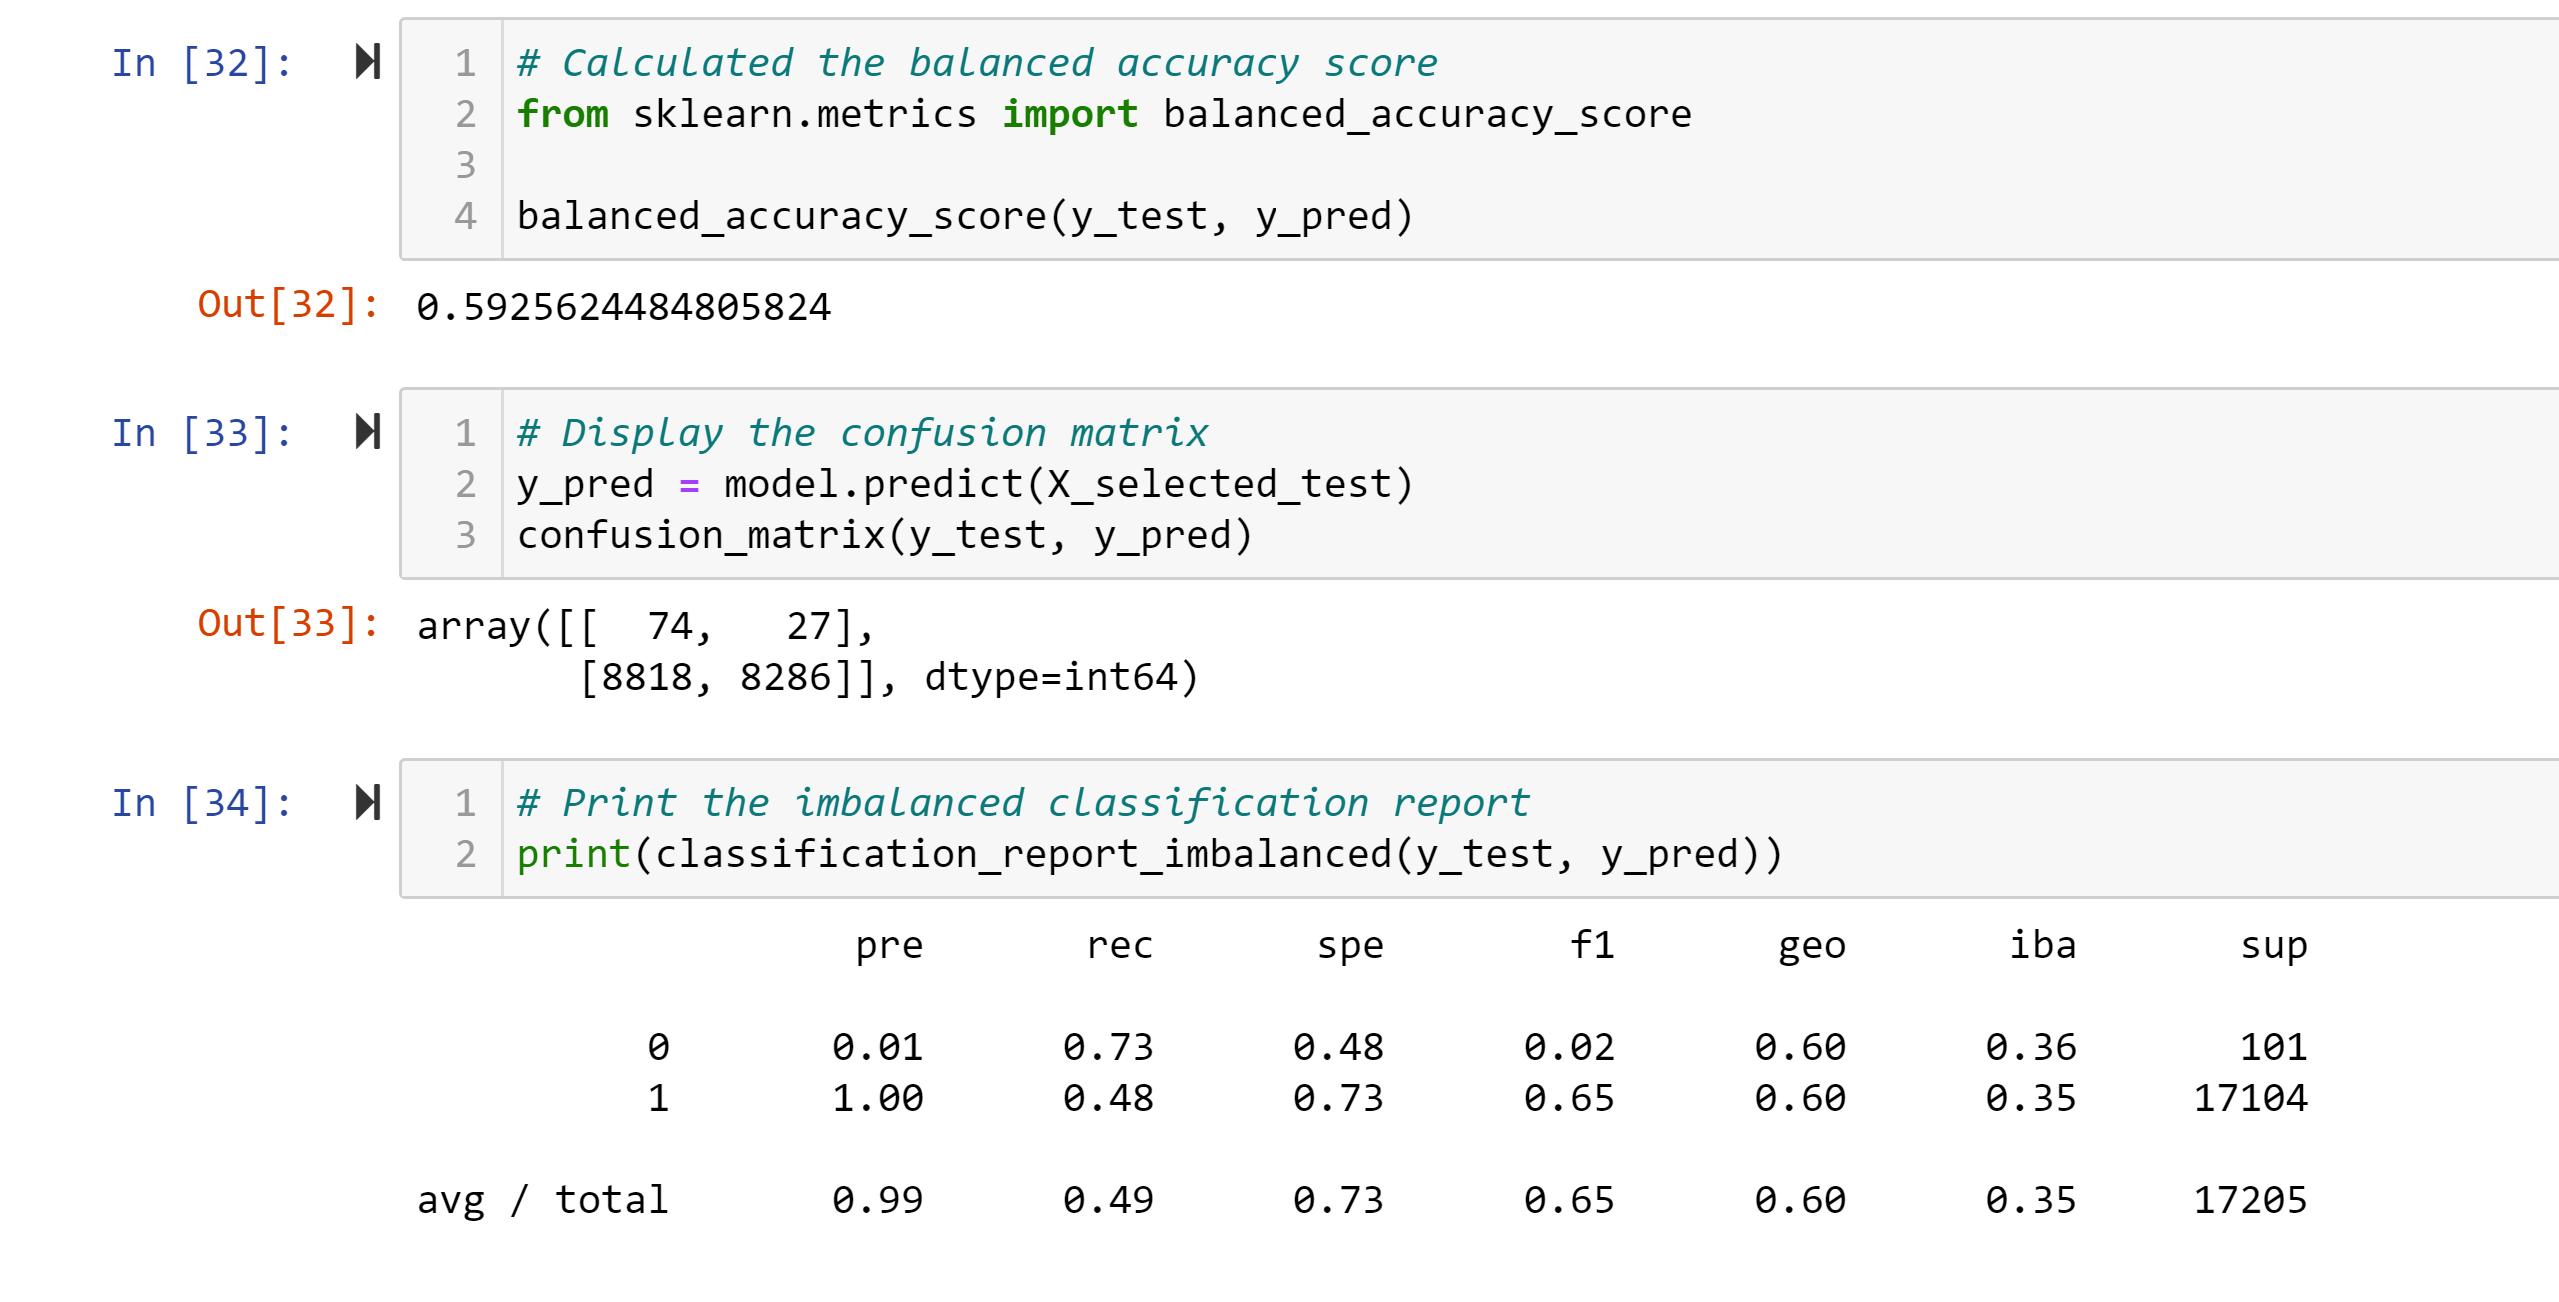 In [32]:
1 # Calculated the balanced accuracy score
2 from sklearn.metrics import balanced_accuracy_score
3
4 balanced_accuracy_score(y_test, y_pred)
Out[32]: 0.5925624484805824
In [33]:
1 # Display the confusion matrix
2 y_pred = model.predict(X_selected_test)
3 confusion_matrix(y_test, y_pred)
Out[33]: array([[  74,   27],
       [8818, 8286]], dtype=int64)
In [34]:
1 # Print the imbalanced classification report
2 print(classification_report_imbalanced(y_test, y_pred))
pre rec spe f1 geo iba sup
0 0.01 0.73 0.48 0.02 0.60 0.36 101
1 1.00 0.48 0.73 0.65 0.60 0.35 17104
avg / total 0.99 0.49 0.73 0.65 0.60 0.35 17205